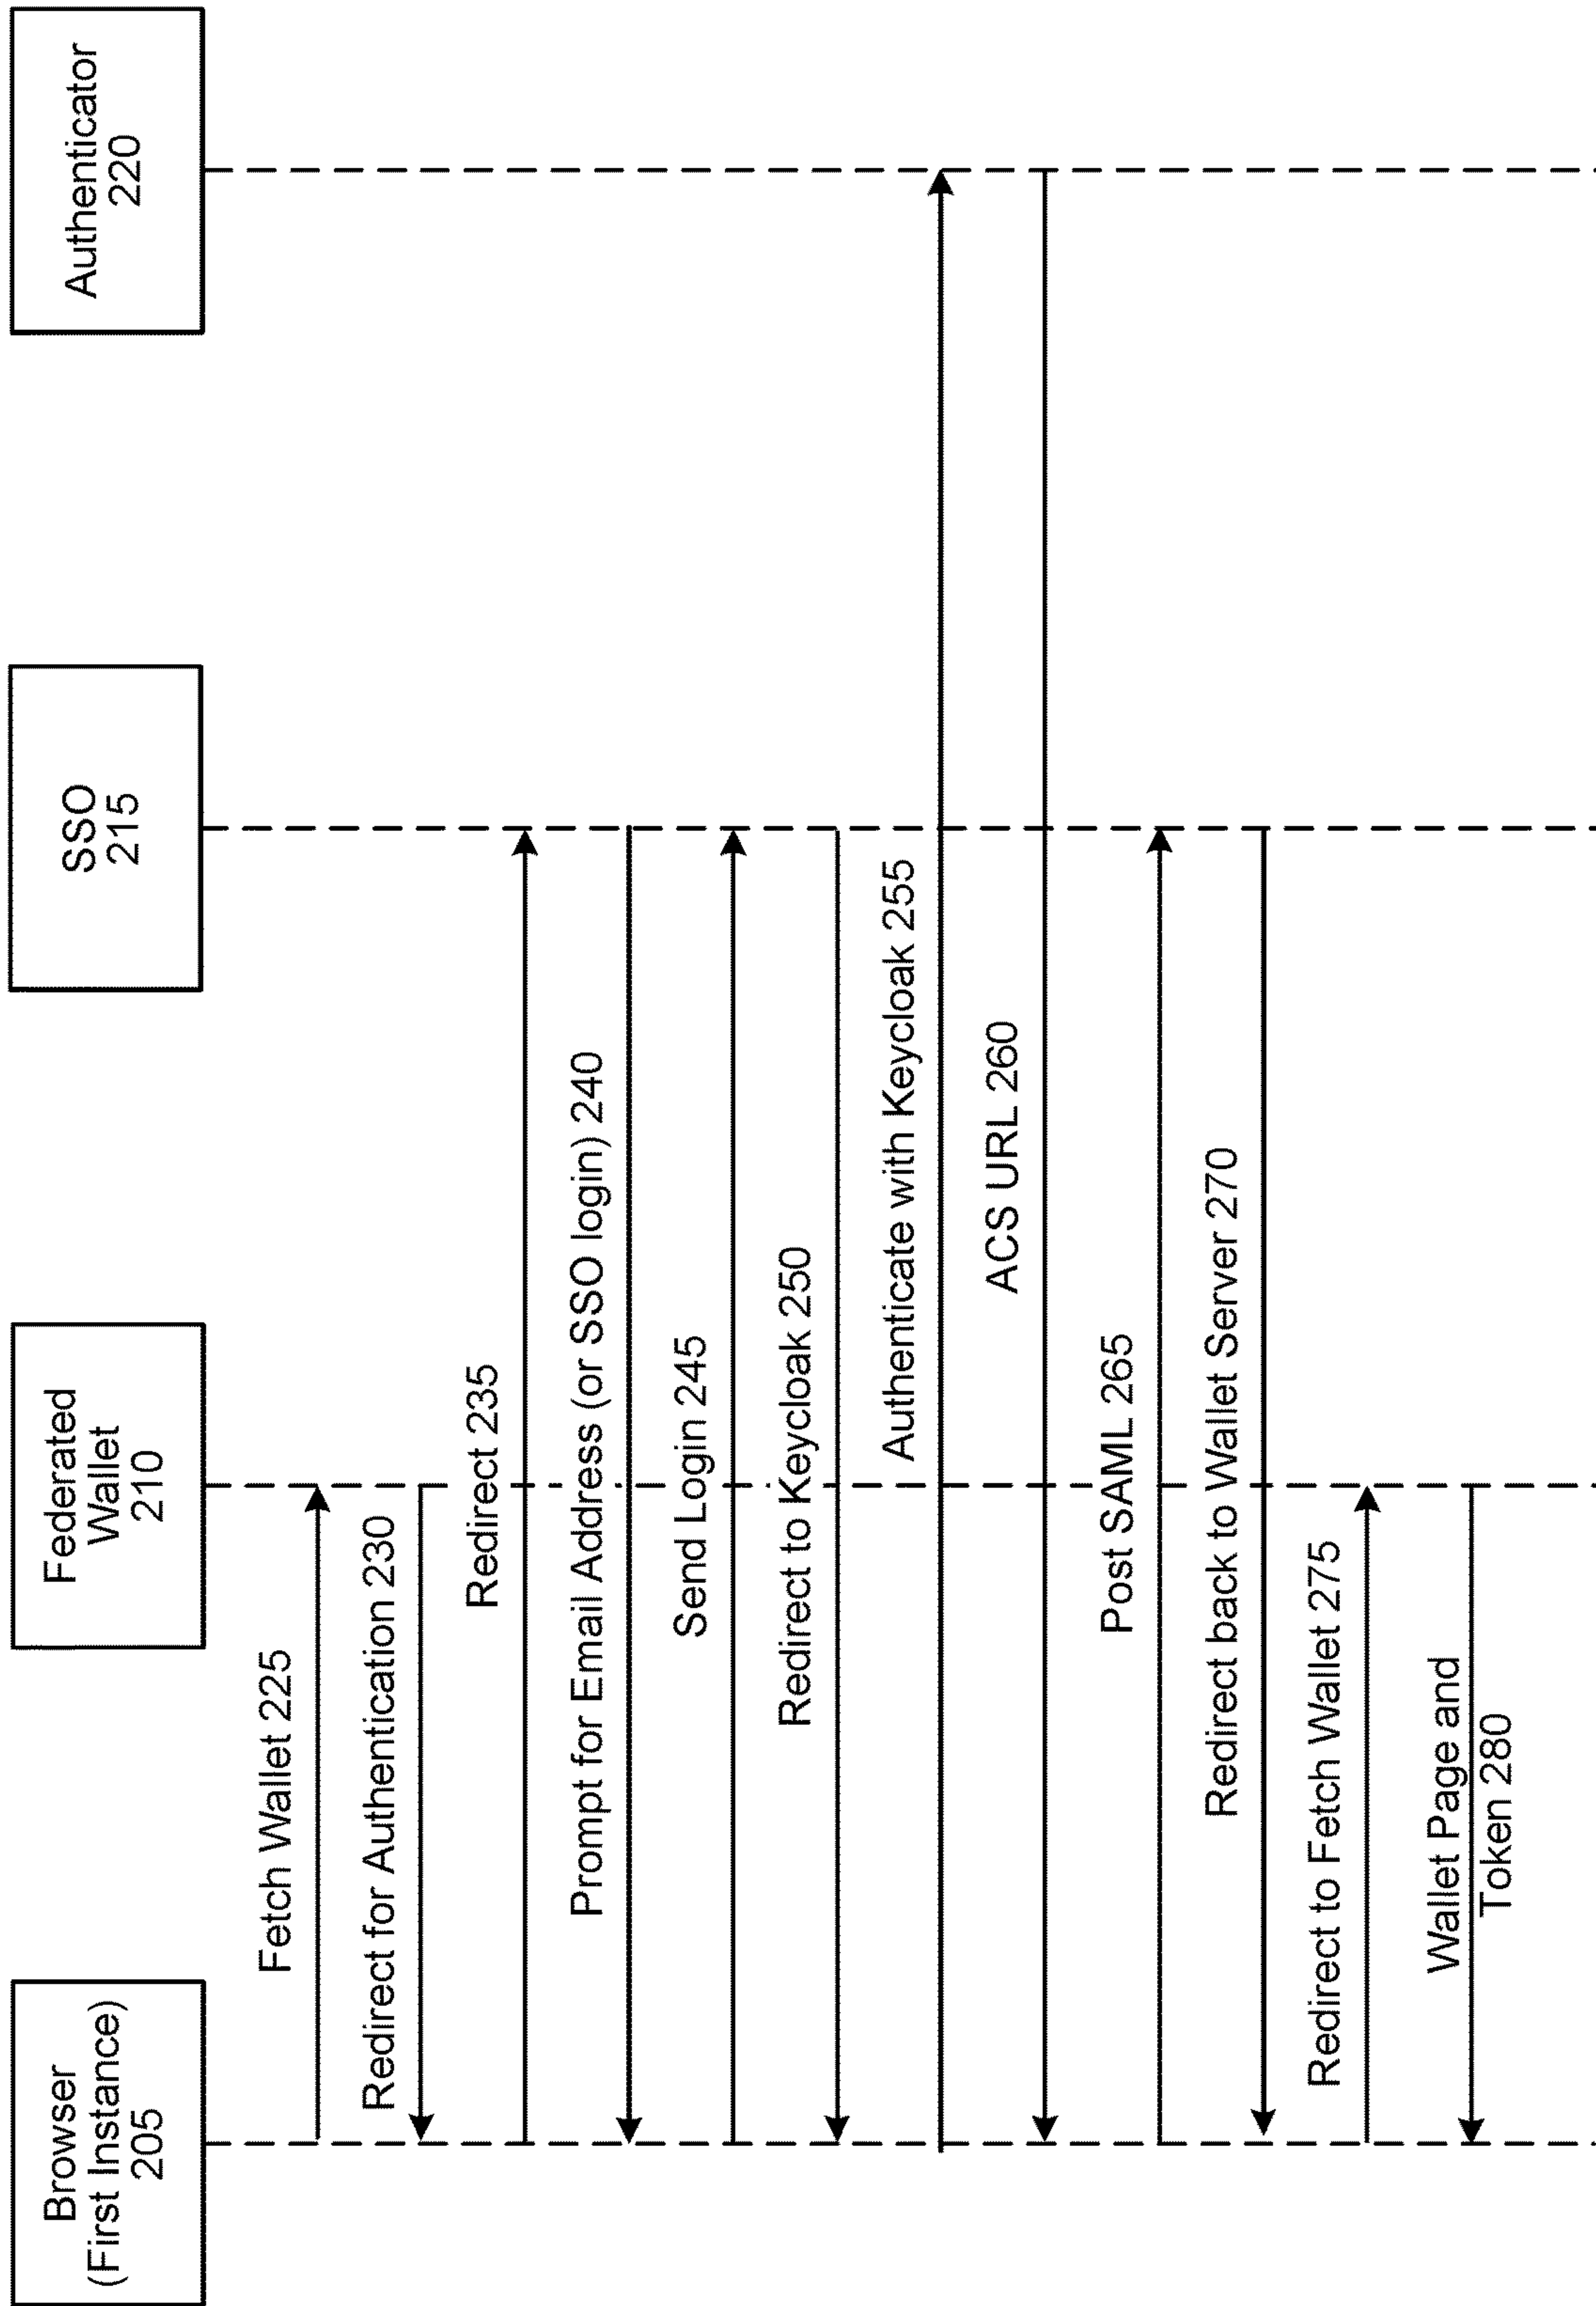 Browser
(First Instance)
205
Federated
Wallet
210
SSO
215
Authenticator
220
Fetch Wallet 225
Redirect for Authentication 230
Redirect 235
Prompt for Email Address (or SSO login) 240
Send Login 245
Redirect to Keycloak 250
Authenticate with Keycloak 255
ACS URL 260
Post SAML 265
Redirect back to Wallet Server 270
Redirect to Fetch Wallet 275
Wallet Page and
Token 280